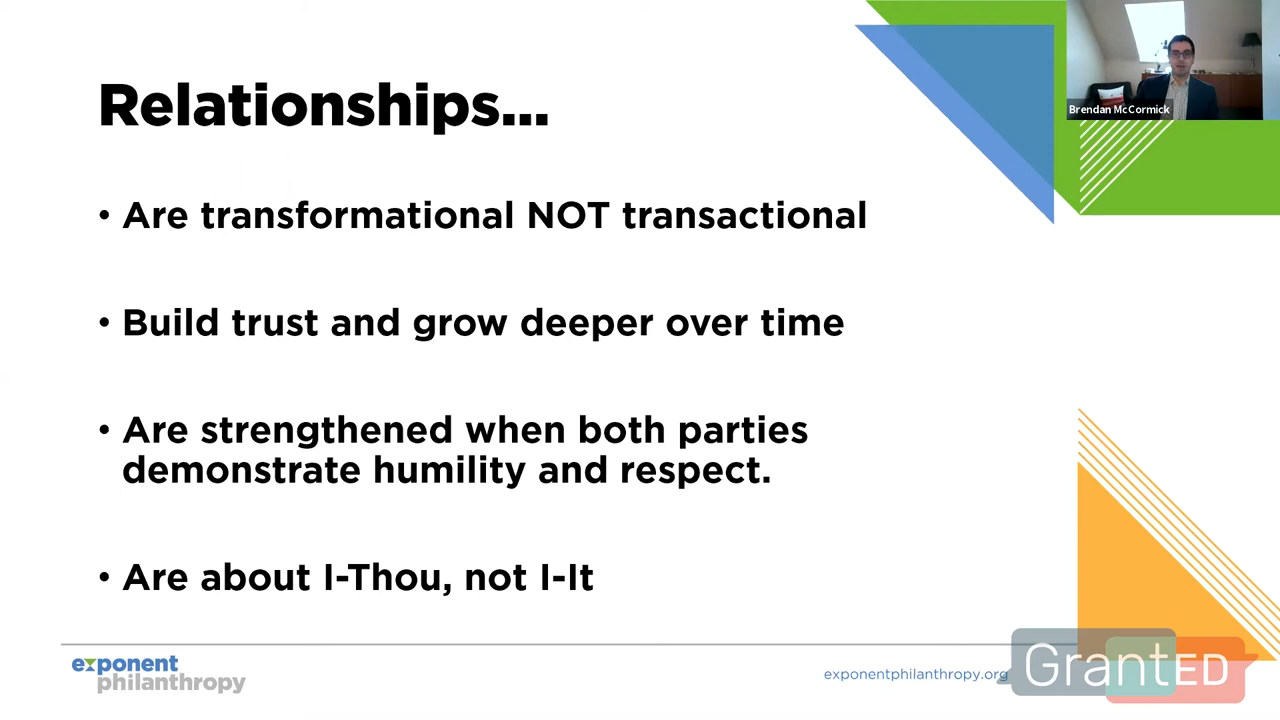 Relationships...
• Are transformational NOT transactional
• Build trust and grow deeper over time
• Are strengthened when both parties
demonstrate humility and respect.
• Are about I-Thou, not I-It
Brendan McCormick
exponent
philanthropy
exponentphilanthropy.org
GrantED